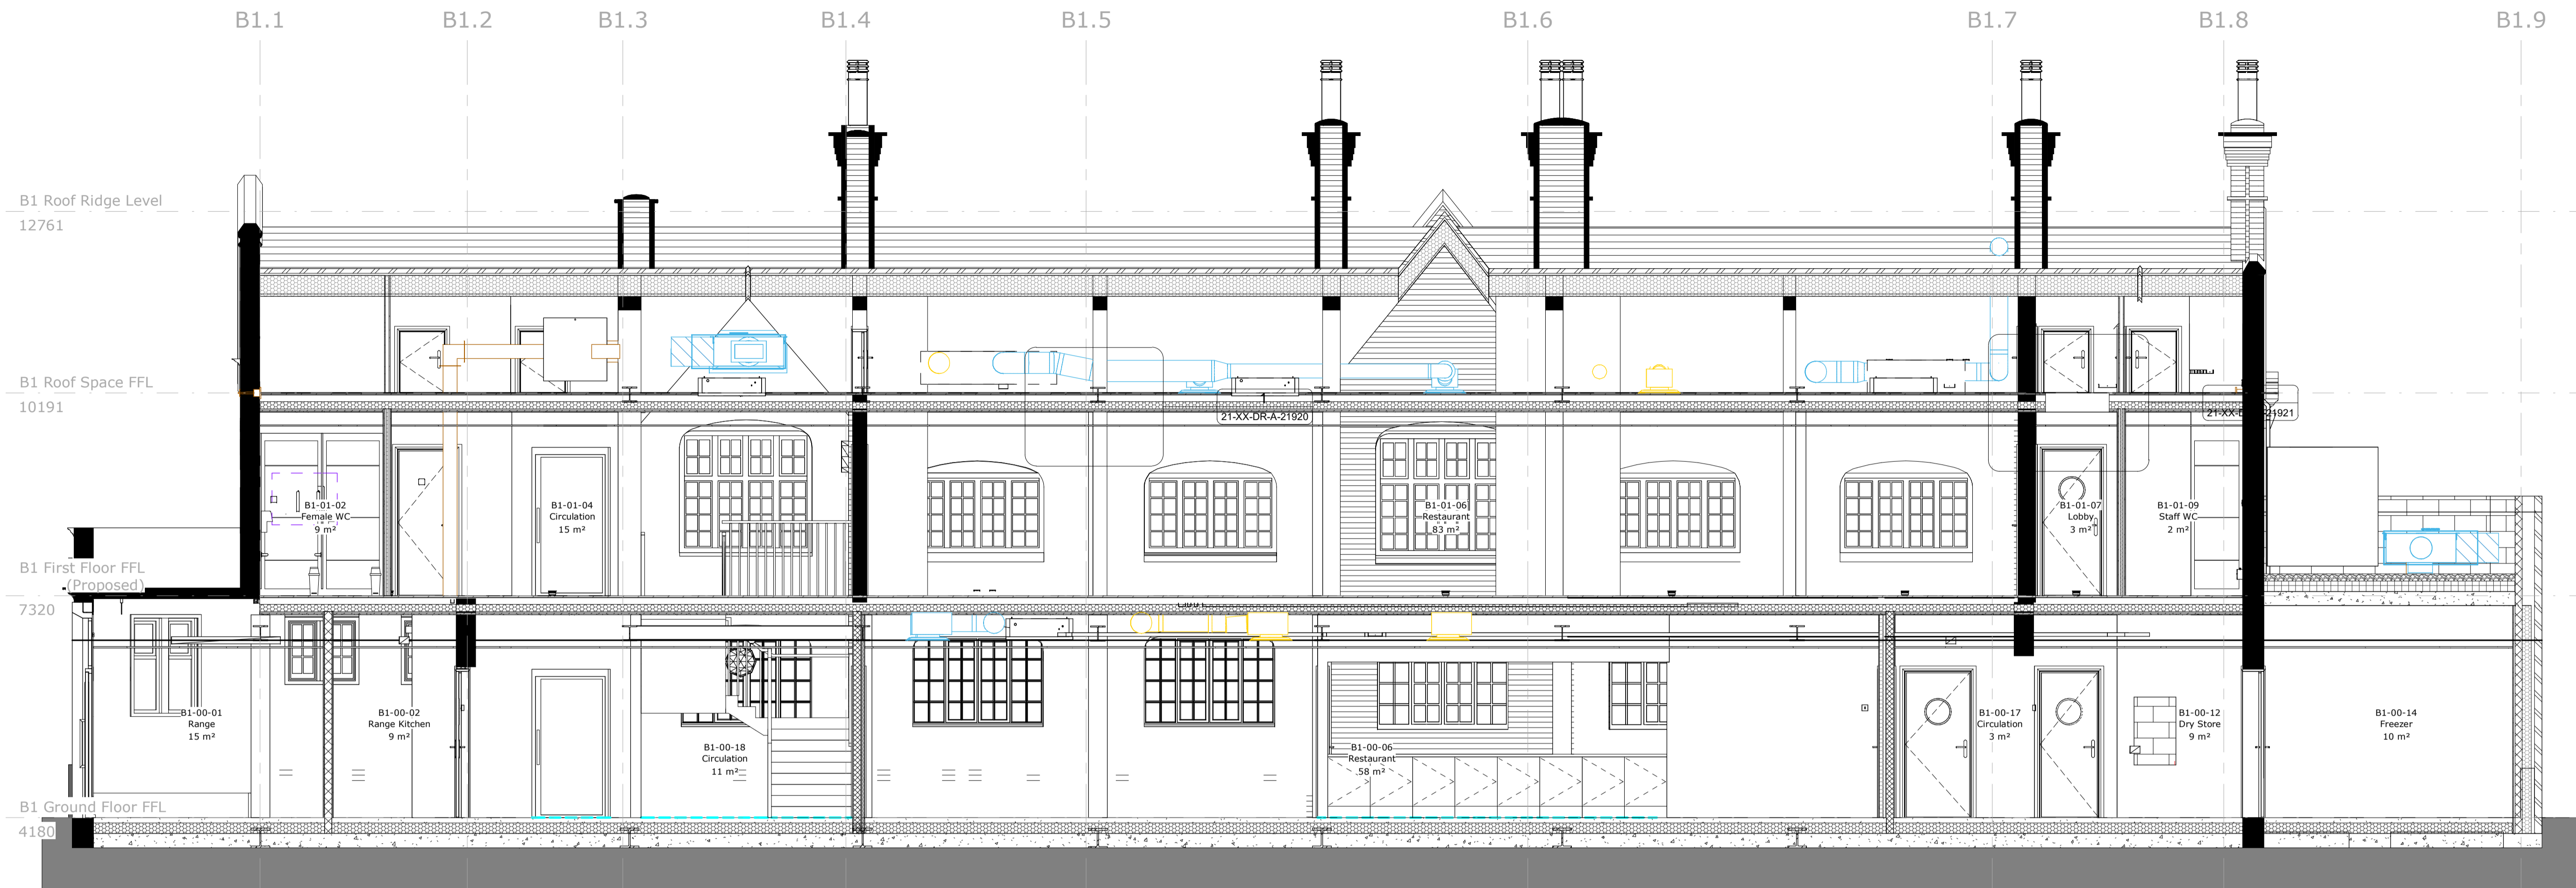 B1.1 B1.2 B1.3 B1.4 B1.5 B1.6 B1.7 B1.8 B1.9
B1 Roof Ridge Level
12761
B1 Roof Space FFL
10191
21-XX-DR-A-21920
21-XX-D 21921
B1-01-02
Female WC
9 m²
B1-01-04
Circulation
15 m²
B1-01-06
Restaurant
83 m²
B1-01-07
Lobby
3 m²
B1-01-09
Staff WC
2 m²
B1 First Floor FFL
(Proposed)
7320
B1-00-01
Range
15 m²
B1-00-02
Range Kitchen
9 m²
B1-00-18
Circulation
11 m²
B1-00-06
Restaurant
58 m²
B1-00-17
Circulation
3 m²
B1-00-12
Dry Store
9 m²
B1-00-14
Freezer
10 m²
B1 Ground Floor FFL
4180